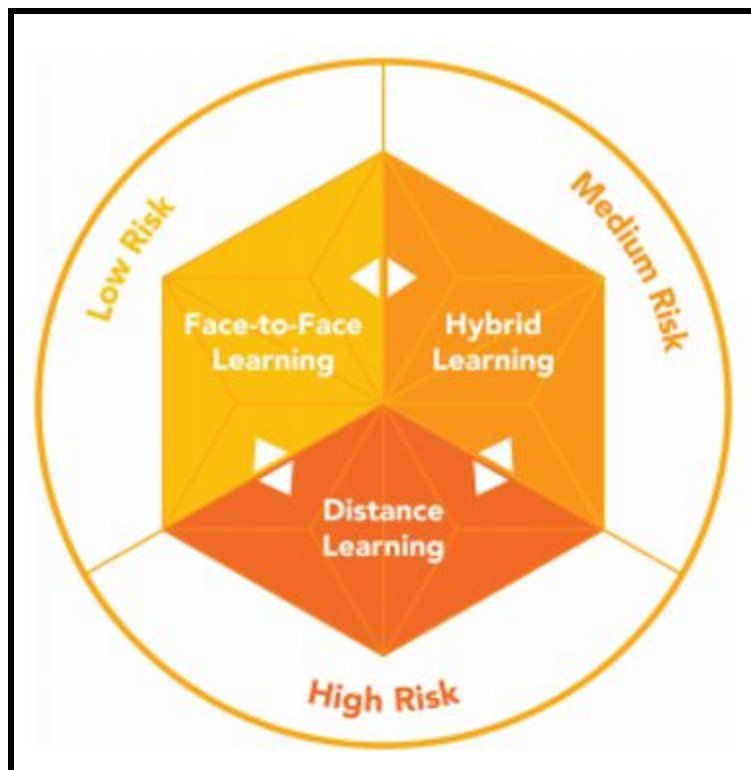 Low Risk
Medium Risk
Face-to-Face
Learning
Hybrid
Learning
Distance
Learning
High Risk